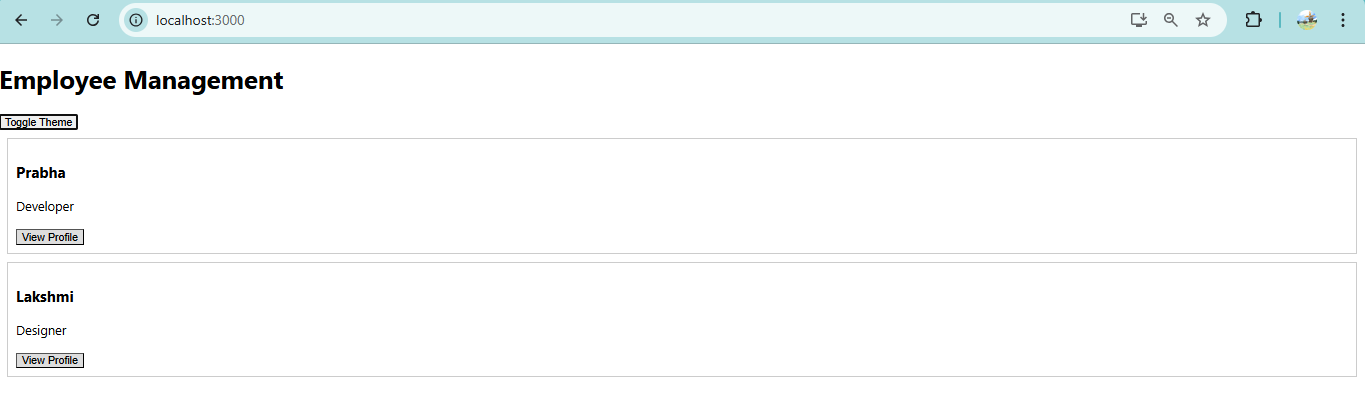 localhost:3000
Employee Management
Toggle Theme
Prabha
Developer
View Profile
Lakshmi
Designer
View Profile